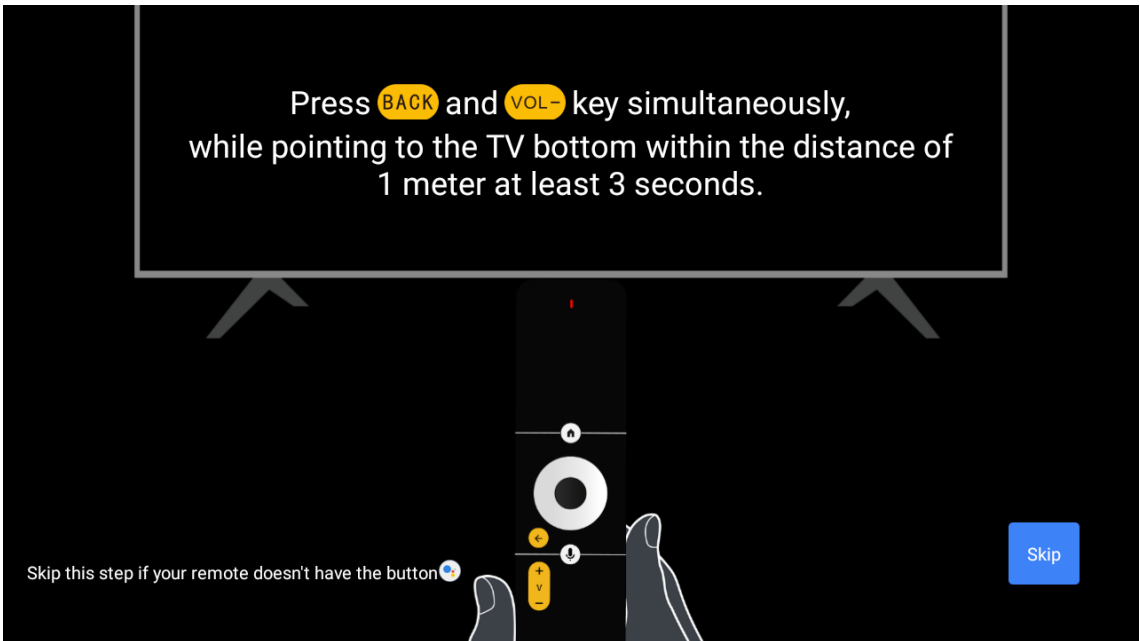 Press BACK and VOL- key simultaneously,
while pointing to the TV bottom within the distance of
1 meter at least 3 seconds.
+
V
-
Skip this step if your remote doesn't have the button
Skip